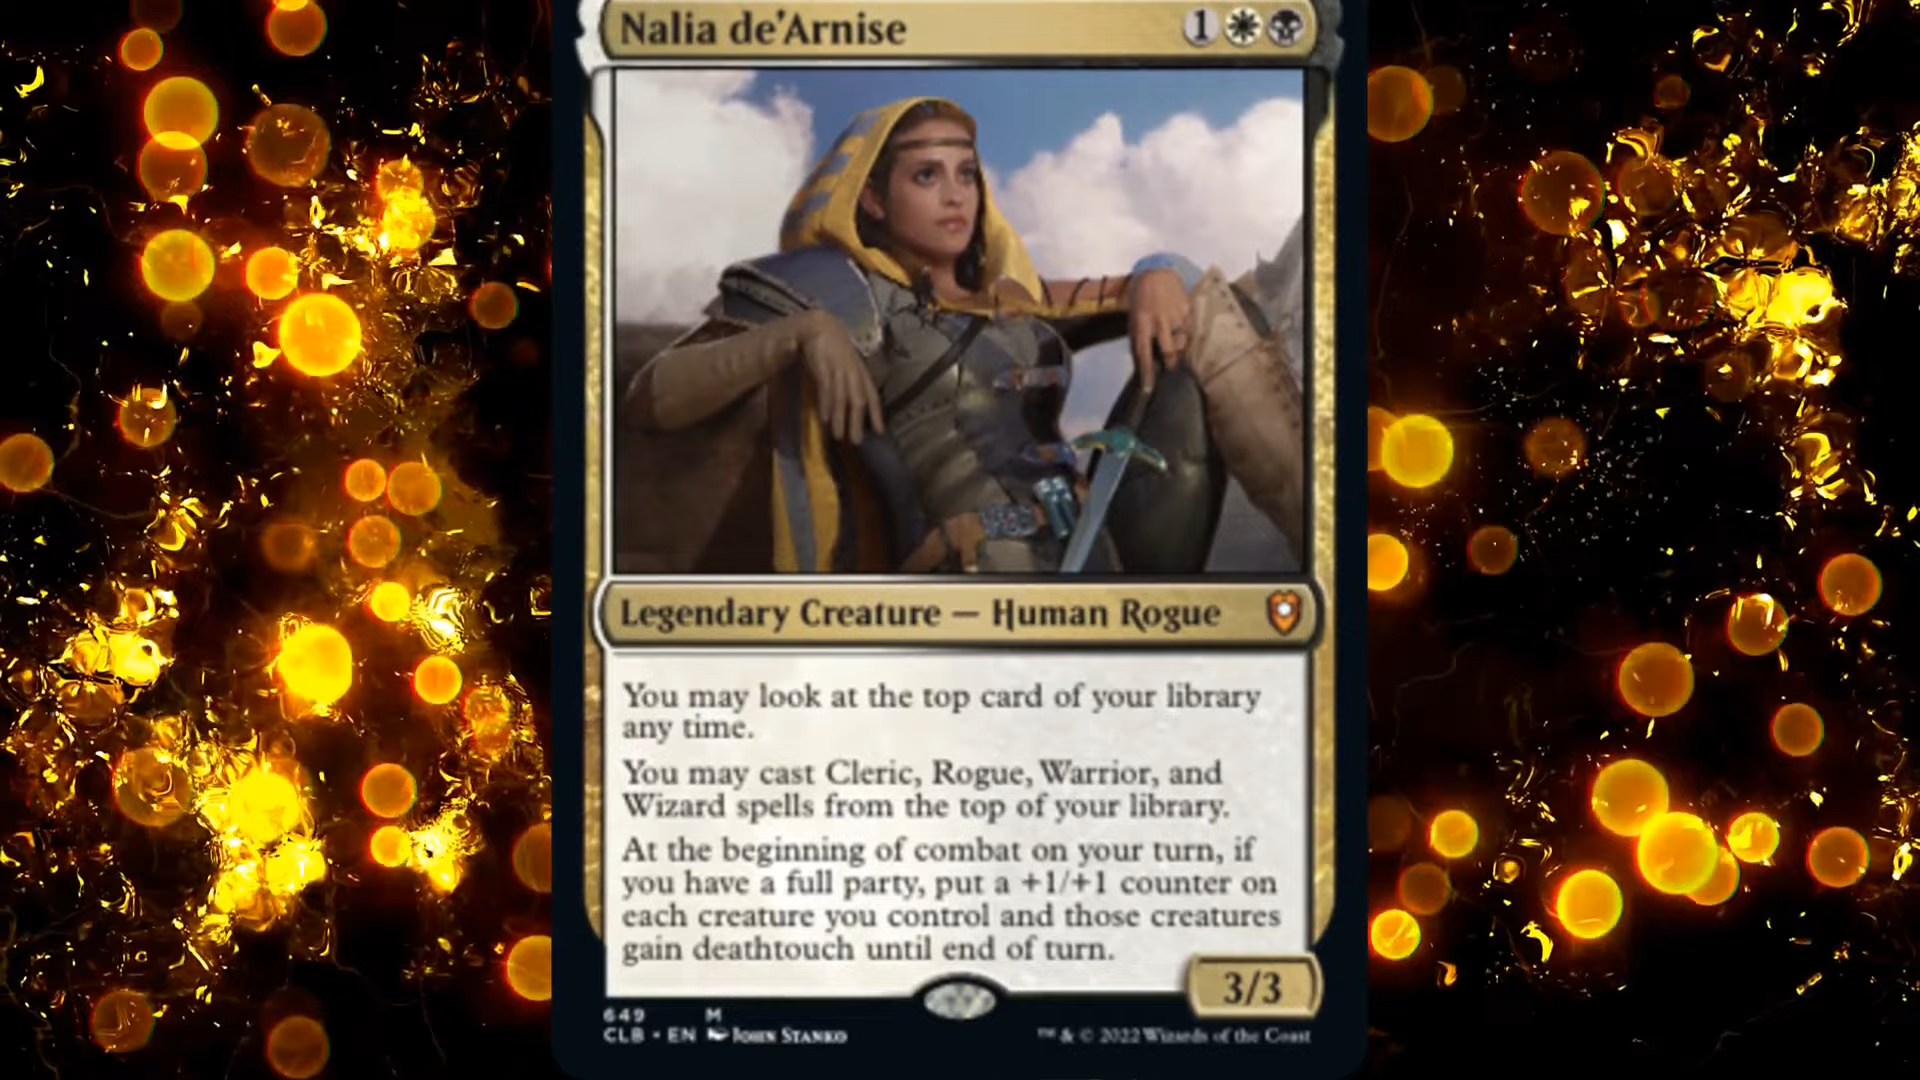 Nalia de'Arnise 1
Legendary Creature — Human Rogue
You may look at the top card of your library
any time.
You may cast Cleric, Rogue, Warrior, and
Wizard spells from the top of your library.
At the beginning of combat on your turn, if
you have a full party, put a +1/+1 counter on
each creature you control and those creatures
gain deathtouch until end of turn.
3/3
649 M
CLB • EN John Stanko
™ & © 2022 Wizards of the Coast